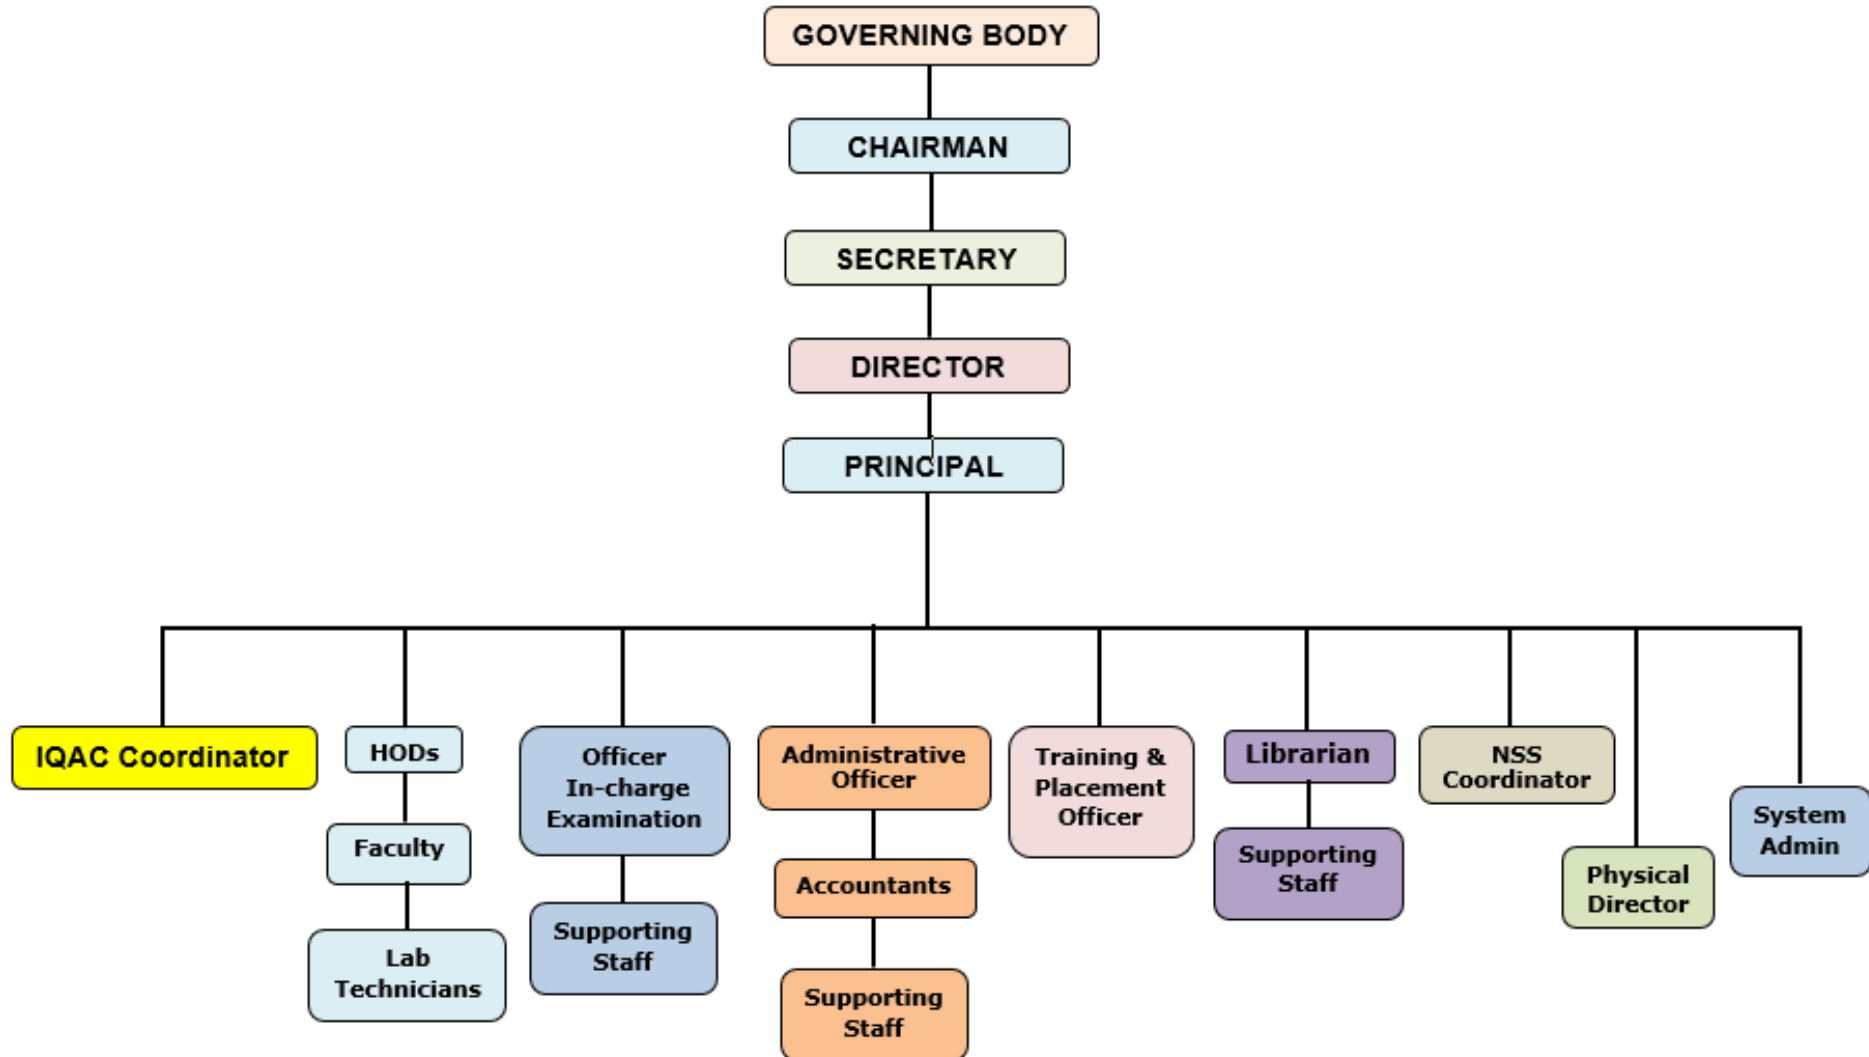 GOVERNING BODY
CHAIRMAN
SECRETARY
DIRECTOR
PRINCIPAL
IQAC Coordinator
HODs
Faculty
Lab
Technicians
Officer
In-charge
Examination
Supporting
Staff
Administrative
Officer
Accountants
Supporting
Staff
Training &
Placement
Officer
Librarian
Supporting
Staff
NSS
Coordinator
Physical
Director
System
Admin